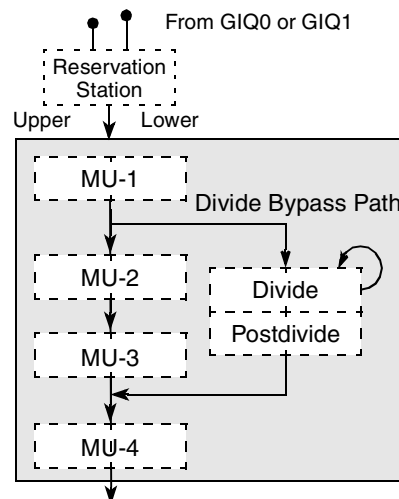 From GIQ0 or GIQ1
Reservation
Station
Upper
Lower
MU-1
Divide Bypass Path
MU-2
Divide
Postdivide
MU-3
MU-4